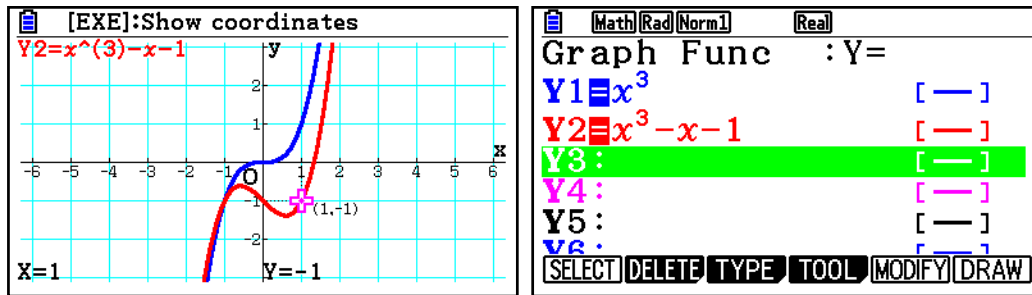 [EXE]:Show coordinates
Y2=x^(3)−x−1
y
2
1
x
-6 -5 -4 -3 -2 -1 O 1 2 3 4 5 6
-1
(1,-1)
-2
X=1 Y=-1
Math Rad Norm1 Real
Graph Func :Y=
Y1=x³ [—]
Y2=x³−x−1 [—]
Y3: [—]
Y4: [—]
Y5: [—]
Y6:
SELECT DELETE TYPE TOOL MODIFY DRAW